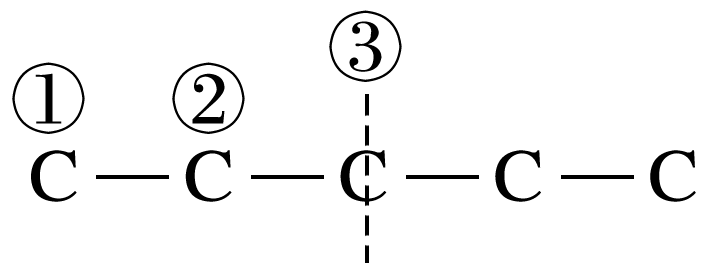 ① ② ③
C — C — C — C — C